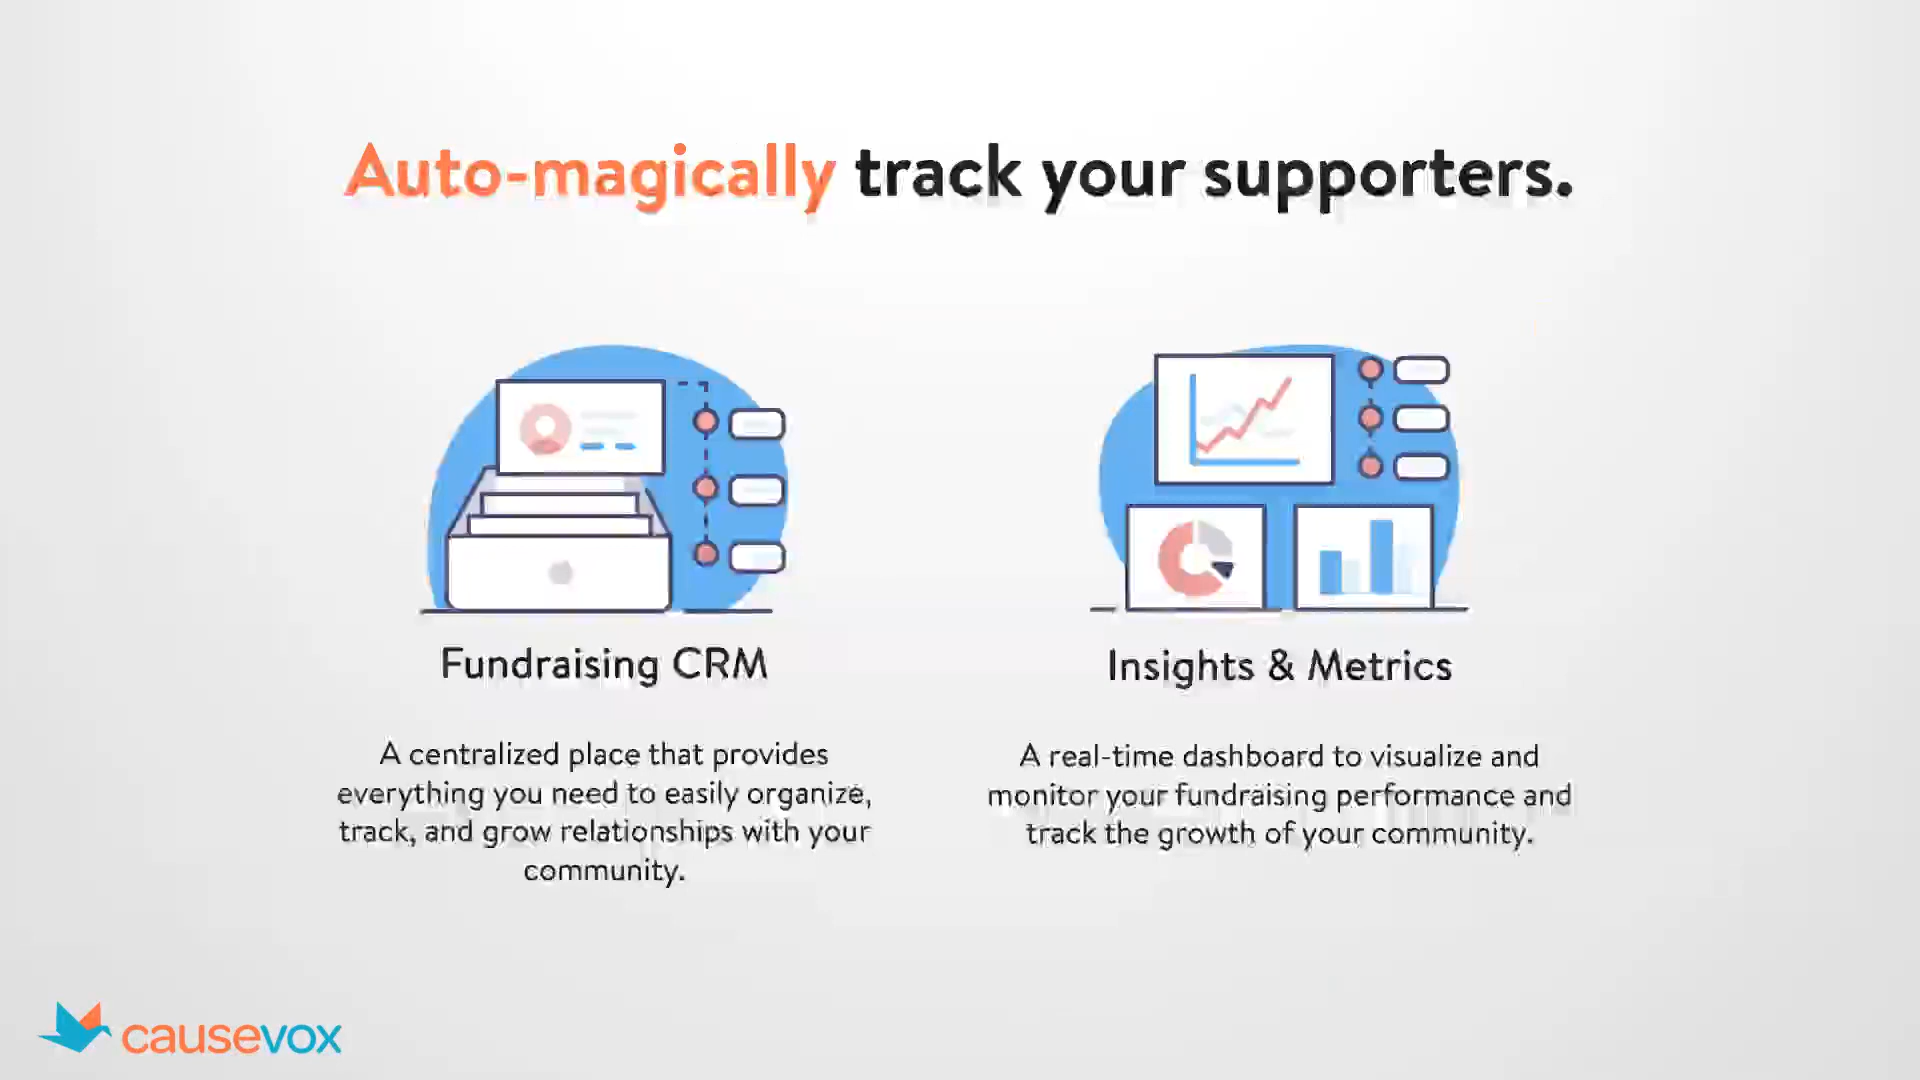 Auto-magically track your supporters.
Fundraising CRM
A centralized place that provides
everything you need to easily organize,
track, and grow relationships with your
community.
Insights & Metrics
A real-time dashboard to visualize and
monitor your fundraising performance and
track the growth of your community.
causevox